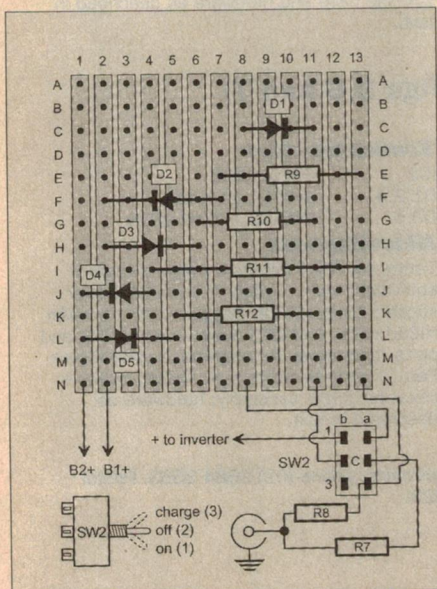 1 2 3 4 5 6 7 8 9 10 11 12 13
A A
D1
B B
C C
D D
D2
E R9 E
F F
D3
G R10 G
H H
D4
I R11 I
J J
K R12 K
L L
D5
M M
N N
b a
1
+ to inverter
B2+ B1+
SW2 C
3
charge (3)
SW2 off (2)
on (1)
R8
R7